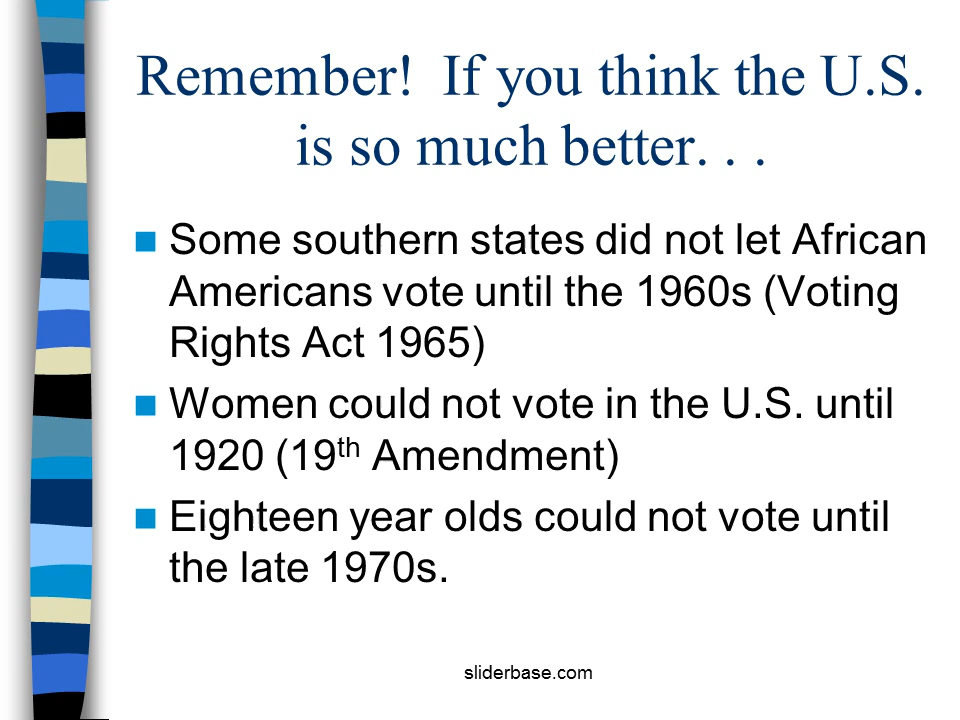 Remember!  If you think the U.S.
is so much better. . .
Some southern states did not let African
Americans vote until the 1960s (Voting
Rights Act 1965)
Women could not vote in the U.S. until
1920 (19th Amendment)
Eighteen year olds could not vote until
the late 1970s.
sliderbase.com